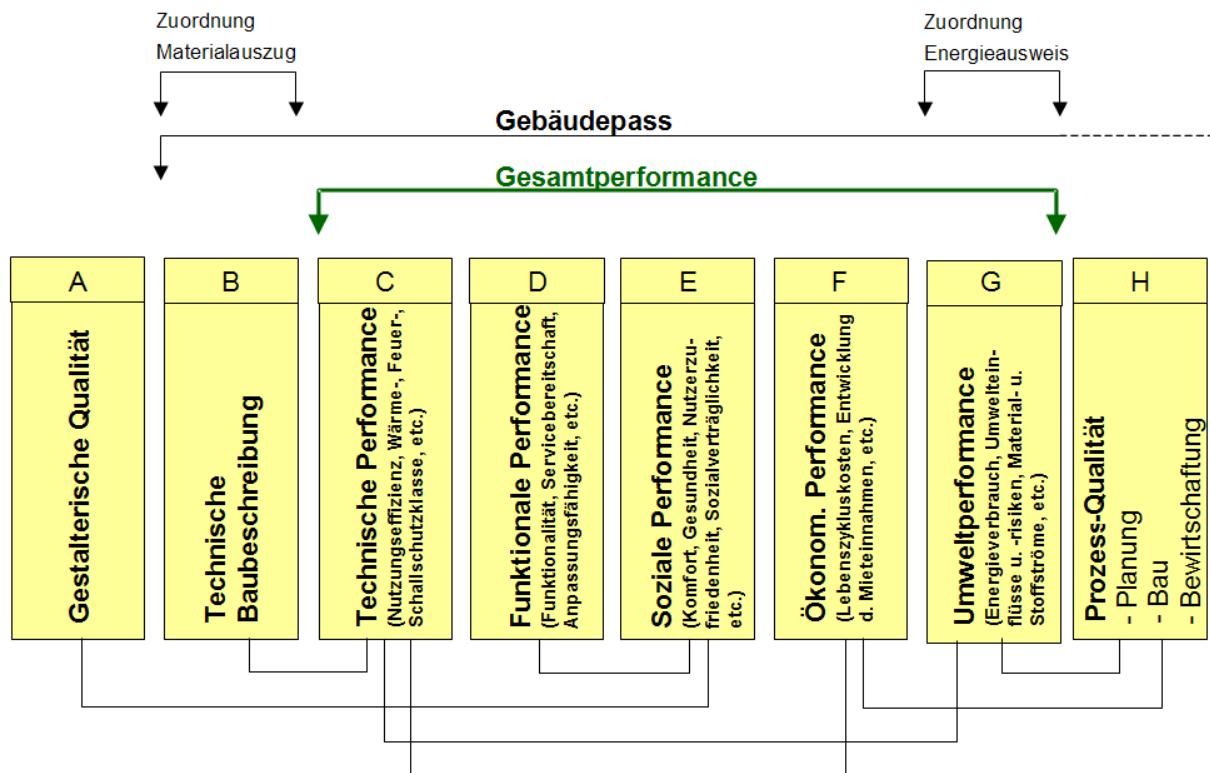 Zuordnung
Materialauszug
Zuordnung
Energieausweis
Gebäudepass
Gesamtperformance
A
Gestalterische Qualität
B
Technische
Baubeschreibung
C
Technische Performance
(Nutzungseffizienz, Wärme-, Feuer-,
Schallschutzklasse, etc.)
D
Funktionale Performance
(Funktionalität, Servicebereitschaft,
Anpassungsfähigkeit, etc.)
E
Soziale Performance
(Komfort, Gesundheit, Nutzerzu-
friedenheit, Sozialverträglichkeit,
etc.)
F
Ökonom. Performance
(Lebenszykluskosten, Entwicklung
d. Mieteinnahmen, etc.)
G
Umweltperformance
(Energieverbrauch, Umweltein-
flüsse u. -risiken, Material- u.
Stoffströme, etc.)
H
Prozess-Qualität
- Planung
- Bau
- Bewirtschaftung